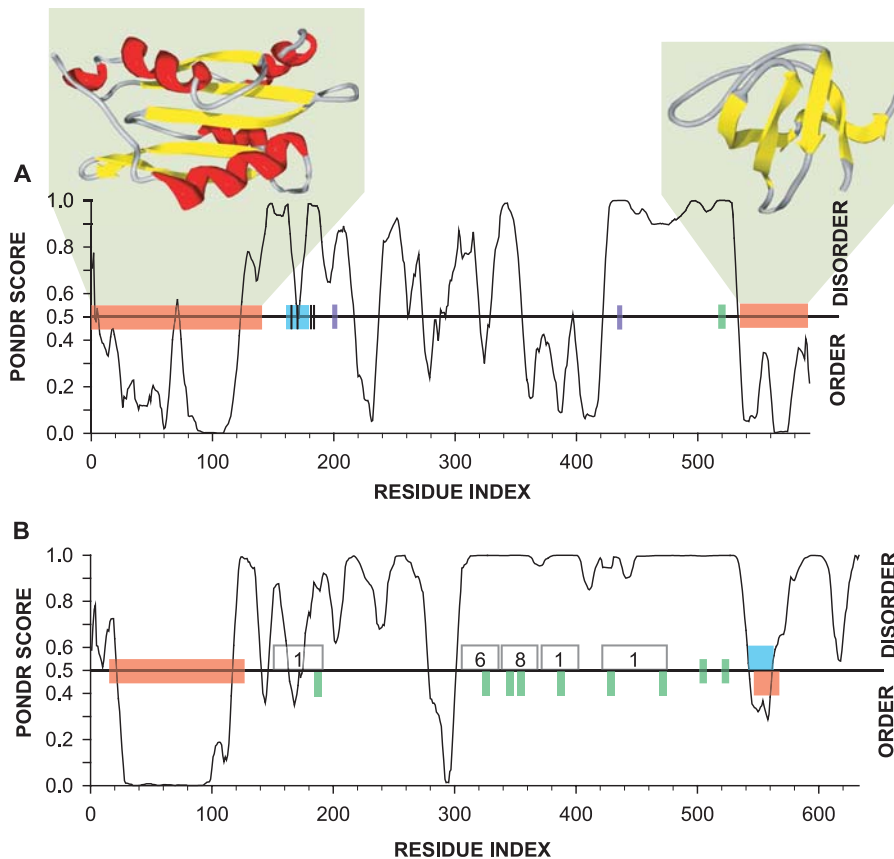 A
PONDR SCORE
1.0
0.8
0.6
0.5
0.4
0.2
0.0
DISORDER
ORDER
0 100 200 300 400 500
RESIDUE INDEX
B
PONDR SCORE
1.0
0.8
0.6
0.5
0.4
0.2
0.0
1 6 8 1 1
DISORDER
ORDER
0 100 200 300 400 500 600
RESIDUE INDEX